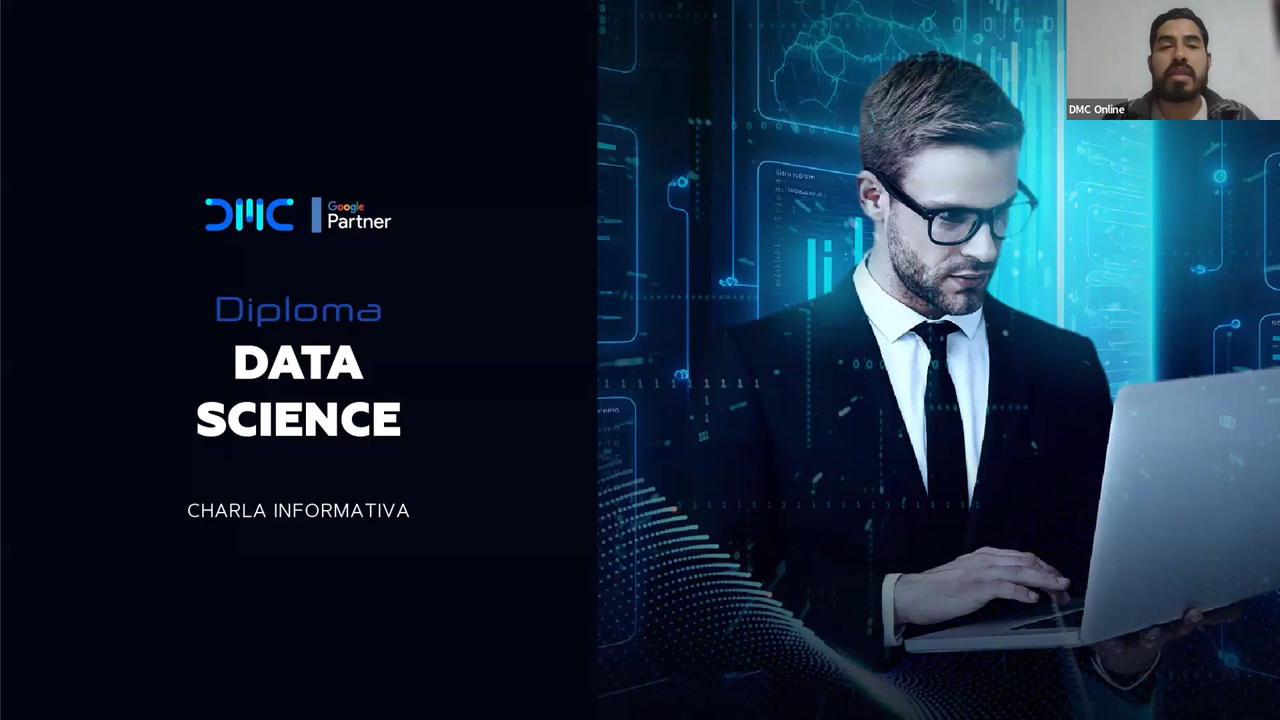 DMC
Google
Partner
Diploma
DATA
SCIENCE
CHARLA INFORMATIVA
DMC Online